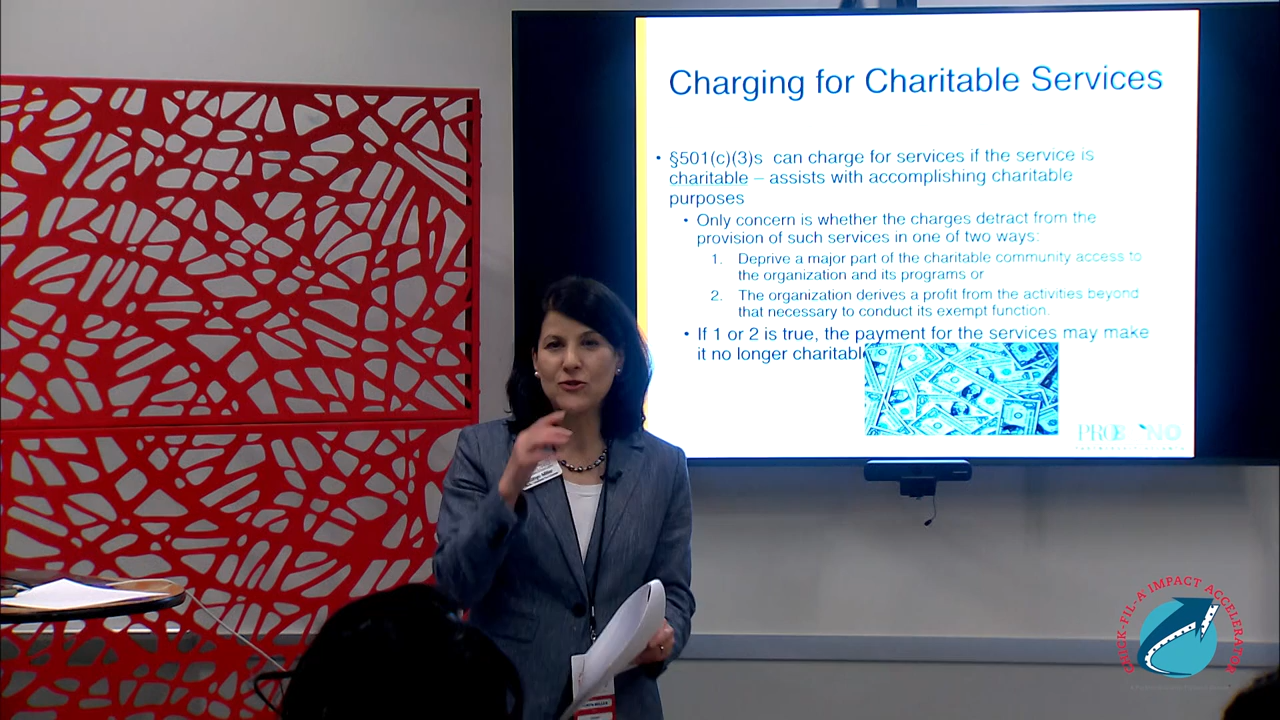 Charging for Charitable Services
• §501(c)(3)s can charge for services if the service is
charitable – assists with accomplishing charitable
purposes
• Only concern is whether the charges detract from the
provision of such services in one of two ways:
1. Deprive a major part of the charitable community access to
the organization and its programs or
2. The organization derives a profit from the activities beyond
that necessary to conduct its exempt function.
• If 1 or 2 is true, the payment for the services may make
it no longer charitabl
CHICK-FIL-A IMPACT ACCELERATOR